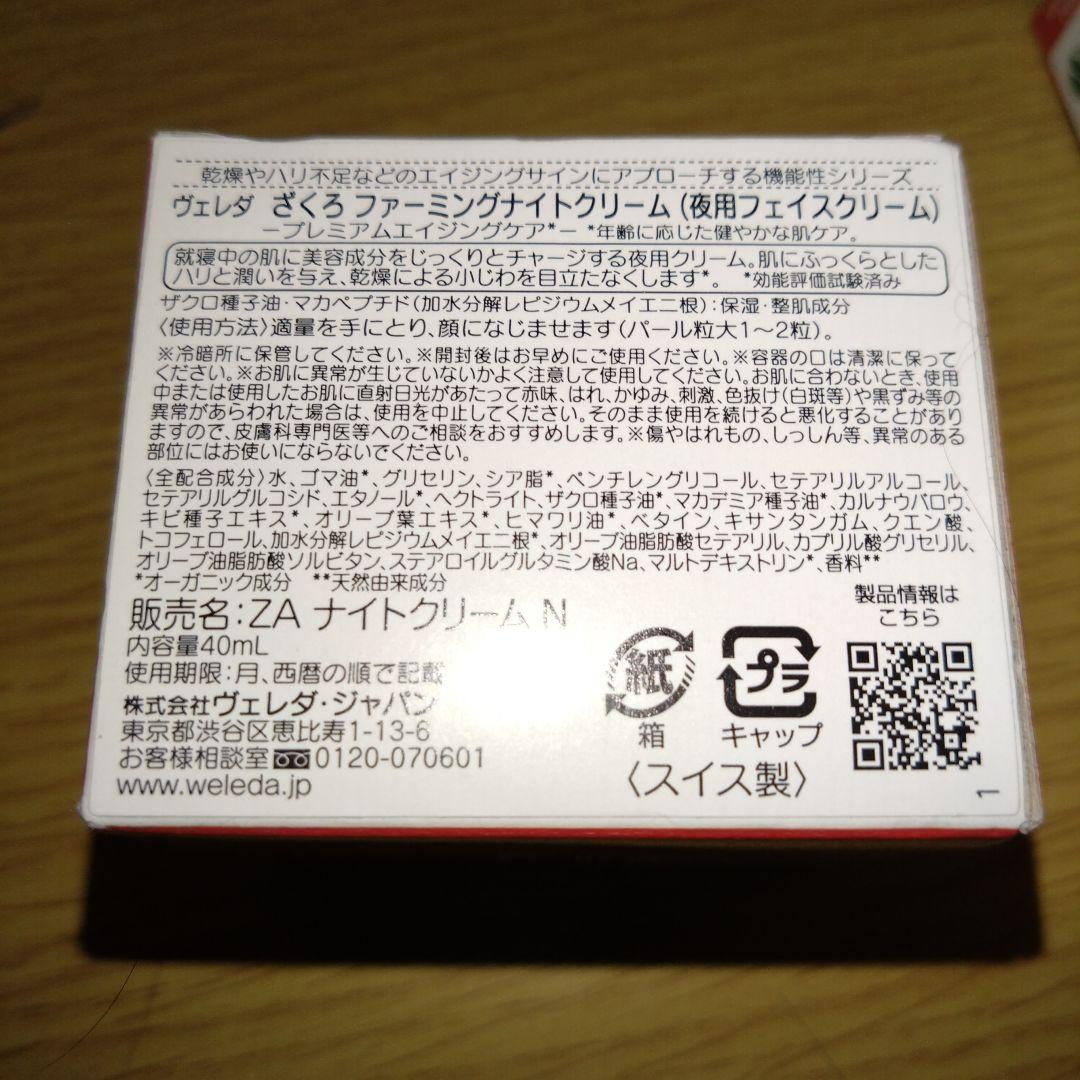 乾燥やハリ不足などのエイジングサインにアプローチする機能性シリーズ
ヴェレダ ざくろ ファーミングナイトクリーム (夜用フェイスクリーム)
－プレミアムエイジングケア*－ *年齢に応じた健やかな肌ケア。
就寝中の肌に美容成分をじっくりとチャージする夜用クリーム。肌にふっくらとした
ハリと潤いを与え、乾燥による小じわを目立たなくします*。 *効能評価試験済み
ザクロ種子油・マカペプチド(加水分解レピジウムメイエニ根):保湿・整肌成分
〈使用方法〉適量を手にとり、顔になじませます(パール粒大1〜2粒)。
※冷暗所に保管してください。※開封後はお早めにご使用ください。※容器の口は清潔に保って
ください。※お肌に異常が生じていないかよく注意して使用してください。お肌に合わないとき、使用
中または使用したお肌に直射日光があたって赤味、はれ、かゆみ、刺激、色抜け(白斑等)や黒ずみ等の
異常があらわれた場合は、使用を中止してください。そのまま使用を続けると悪化することがあり
ますので、皮膚科専門医等へのご相談をおすすめします。※傷やはれもの、しっしん等、異常のある
部位にはお使いにならないでください。
〈全配合成分〉水、ゴマ油*、グリセリン、シア脂*、ペンチレングリコール、セテアリルアルコール、
セテアリルグルコシド、エタノール*、ヘクトライト、ザクロ種子油*、マカデミア種子油*、カルナウバロウ、
キビ種子エキス*、オリーブ葉エキス*、ヒマワリ油*、ベタイン、キサンタンガム、クエン酸、
トコフェロール、加水分解レピジウムメイエニ根*、オリーブ油脂肪酸セテアリル、カプリル酸グリセリル、
オリーブ油脂肪酸ソルビタン、ステアロイルグルタミン酸Na、マルトデキストリン*、香料**
*オーガニック成分 **天然由来成分
販売名:ZA ナイトクリーム N
内容量40mL
使用期限:月、西暦の順で記載
株式会社ヴェレダ・ジャパン
東京都渋谷区恵比寿1-13-6
お客様相談室 0120-070601
www.weleda.jp
紙
箱
プラ
キャップ
〈スイス製〉
製品情報は
こちら
1